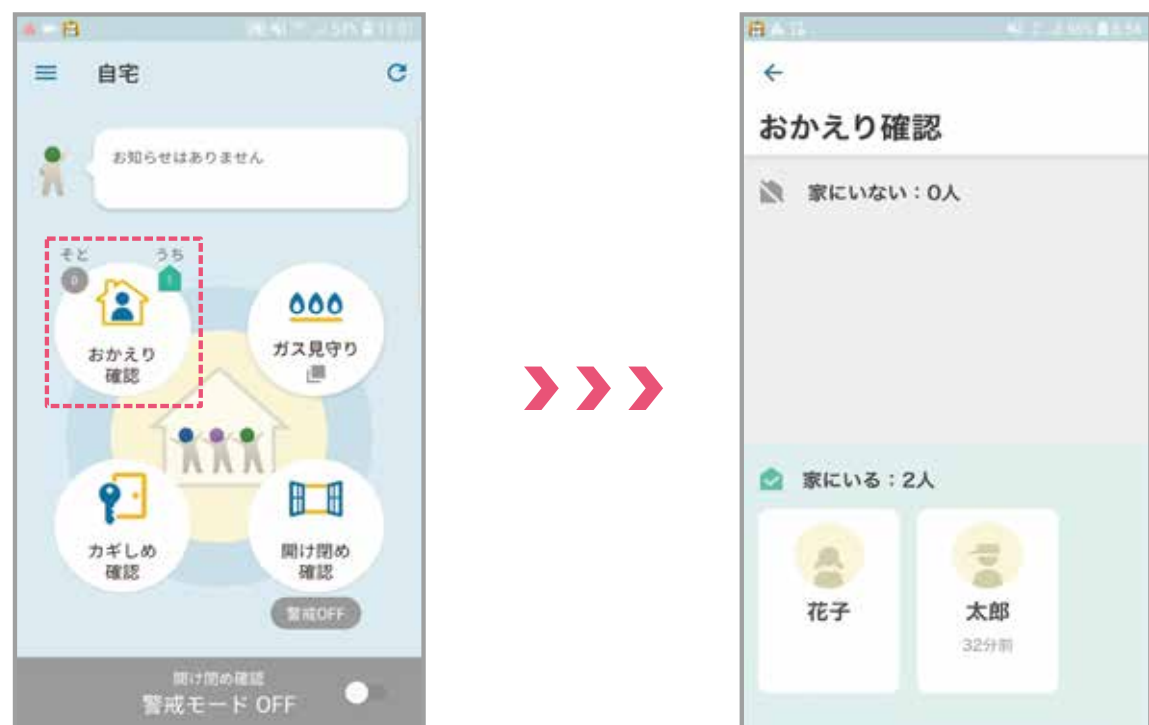 自宅
お知らせはありません
そと
うち
0
1
おかえり
確認
ガス見守り
カギしめ
確認
開け閉め
確認
警戒OFF
開け閉め確認
警戒モード OFF
おかえり確認
家にいない:0人
家にいる:2人
花子
太郎
32分前